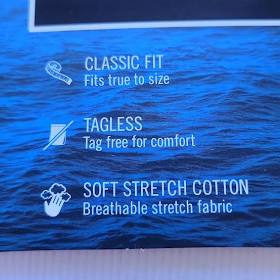 CLASSIC FIT
Fits true to size
TAGLESS
Tag free for comfort
SOFT STRETCH COTTON
Breathable stretch fabric